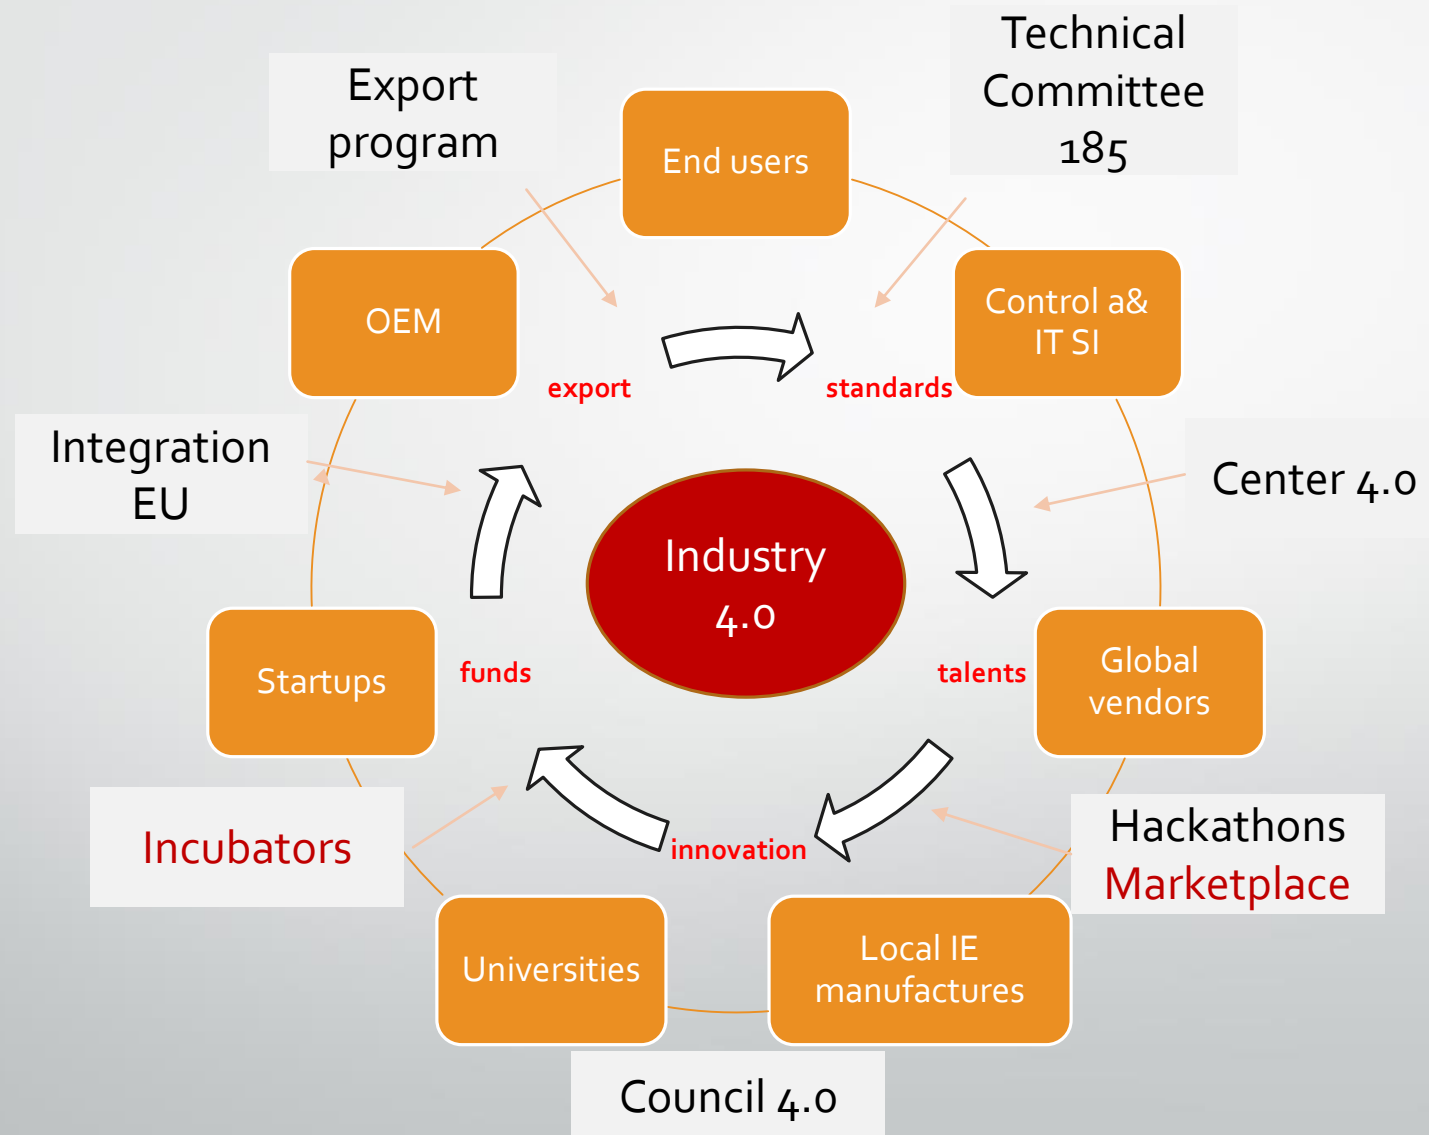 Technical
Committee
185
Export
program
End users
Control a&
IT SI
OEM
export
standards
Integration
EU
Center 4.0
Industry
4.0
Startups
funds
talents
Global
vendors
Incubators
innovation
Hackathons
Marketplace
Universities
Local IE
manufactures
Council 4.0